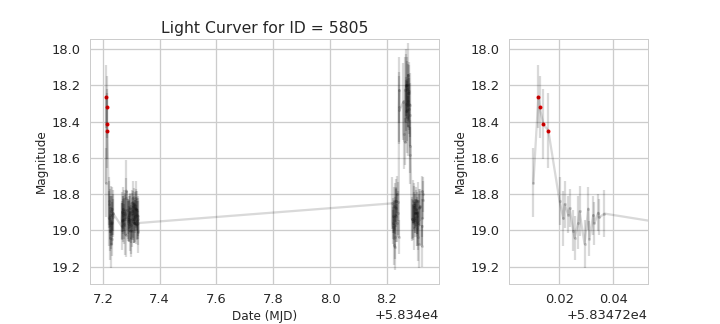 Light Curver for ID = 5805
18.0
18.2
18.4
18.6
18.8
19.0
19.2
Magnitude
7.2 7.4 7.6 7.8 8.0 8.2
Date (MJD)
+5.834e4
18.0
18.2
18.4
18.6
18.8
19.0
19.2
Magnitude
0.02 0.04
+5.83472e4